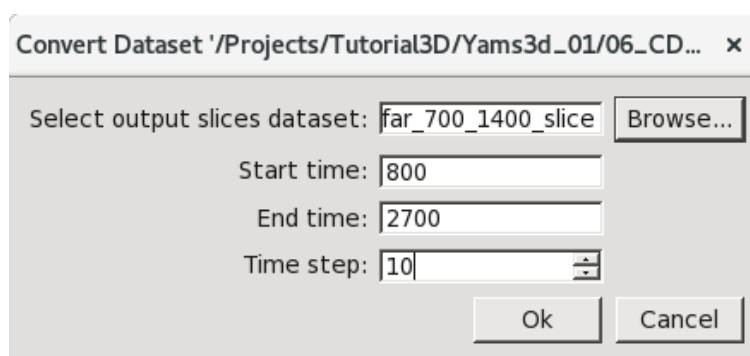 Convert Dataset '/Projects/Tutorial3D/Yams3d_01/06_CD... ×
Select output slices dataset: far_700_1400_slice Browse...
Start time: 800
End time: 2700
Time step: 10
Ok Cancel